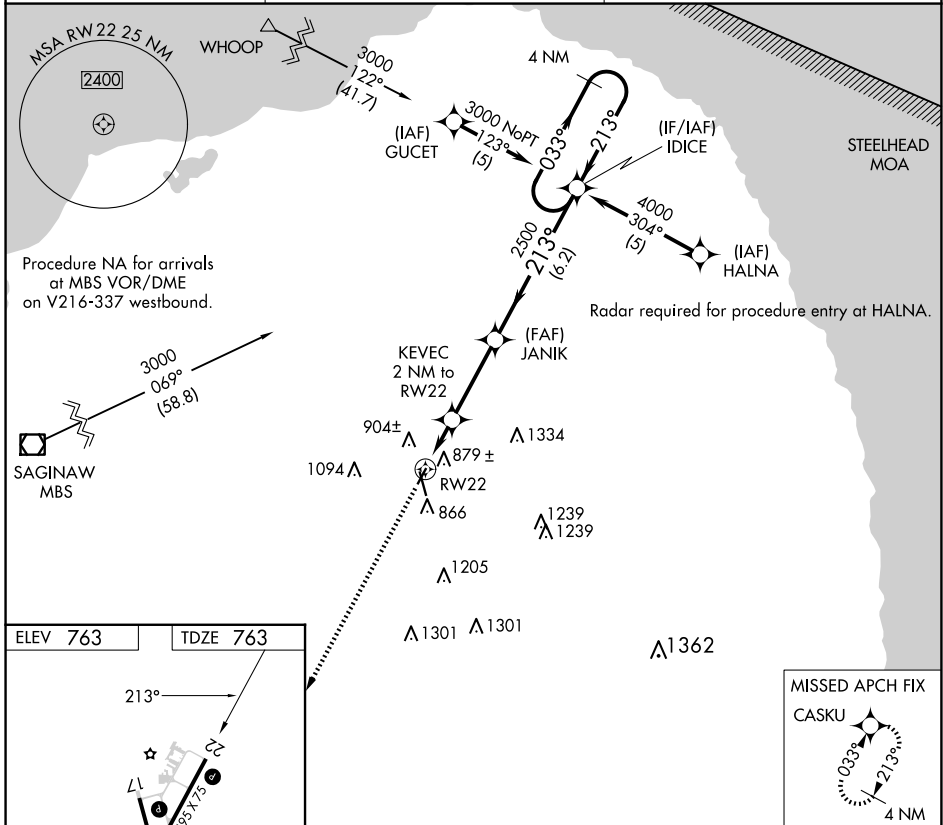 MSA RW22 25 NM
2400
WHOOP
3000
122°
(41.7)
4 NM
(IAF)
GUCET
3000 NoPT
123°
(5)
033°
213°
(IF/IAF)
IDICE
STEELHEAD
MOA
4000
304°
(5)
(IAF)
HALNA
2500
213°
(6.2)
Procedure NA for arrivals
at MBS VOR/DME
on V216-337 westbound.
Radar required for procedure entry at HALNA.
3000
069°
(58.8)
SAGINAW
MBS
(FAF)
JANIK
KEVEC
2 NM to
RW22
904±
1334
1094
879 ±
RW22
866
1239
1239
1205
1301
1301
1362
ELEV 763
TDZE 763
213°
22
17
P
P
95 X 75
MISSED APCH FIX
CASKU
033°
213°
4 NM